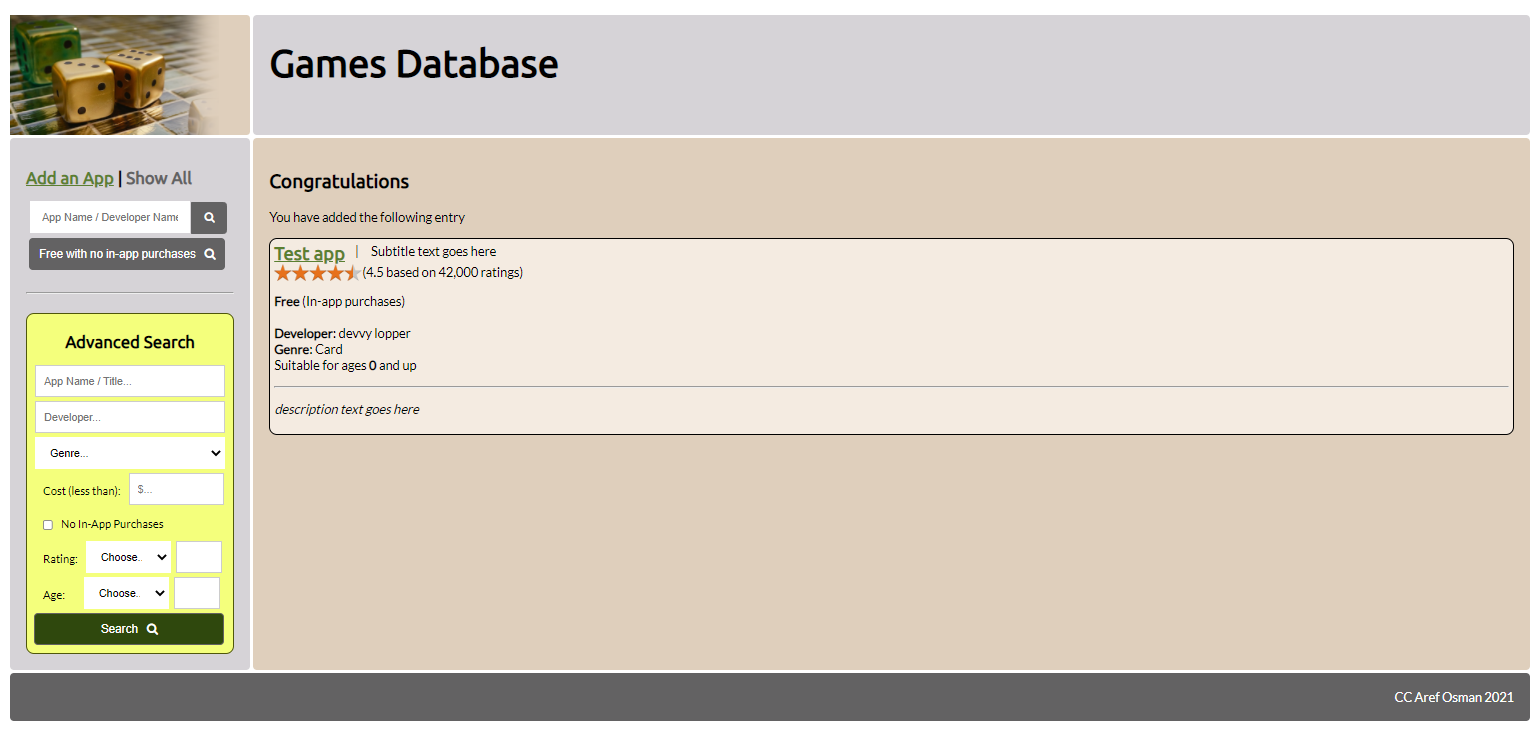 Games Database
Add an App | Show All
App Name / Developer Name
Free with no in-app purchases
Advanced Search
App Name / Title...
Developer...
Genre...
Cost (less than): $...
No In-App Purchases
Rating: Choose..
Age: Choose..
Search
Congratulations
You have added the following entry
Test app | Subtitle text goes here
(4.5 based on 42,000 ratings)
Free (In-app purchases)
Developer: devvy lopper
Genre: Card
Suitable for ages 0 and up
description text goes here
CC Aref Osman 2021